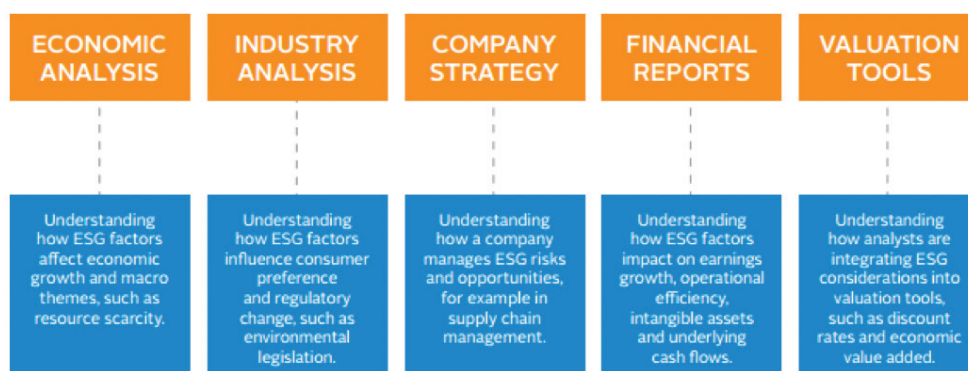 ECONOMIC
ANALYSIS
INDUSTRY
ANALYSIS
COMPANY
STRATEGY
FINANCIAL
REPORTS
VALUATION
TOOLS
Understanding
how ESG factors
affect economic
growth and macro
themes, such as
resource scarcity.
Understanding
how ESG factors
influence consumer
preference
and regulatory
change, such as
environmental
legislation.
Understanding
how a company
manages ESG risks
and opportunities,
for example in
supply chain
management.
Understanding
how ESG factors
impact on earnings
growth, operational
efficiency,
intangible assets
and underlying
cash flows.
Understanding
how analysts are
integrating ESG
considerations into
valuation tools,
such as discount
rates and economic
value added.